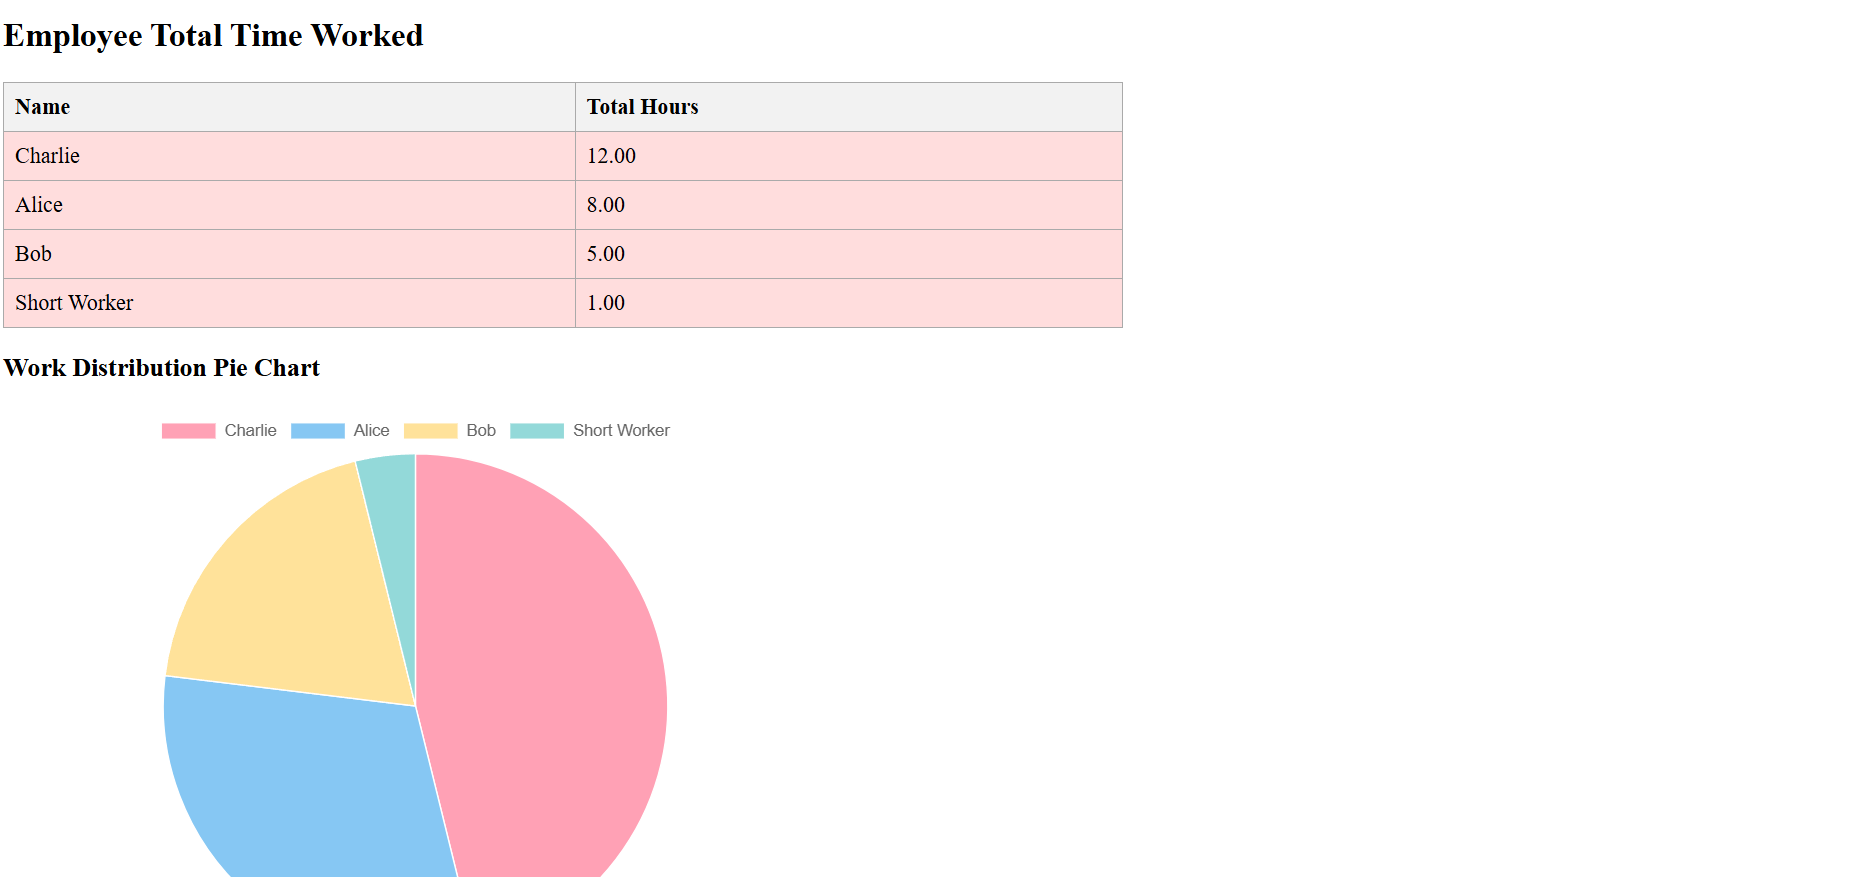 Employee Total Time Worked
Name Total Hours
Charlie 12.00
Alice 8.00
Bob 5.00
Short Worker 1.00
Work Distribution Pie Chart
Charlie Alice Bob Short Worker